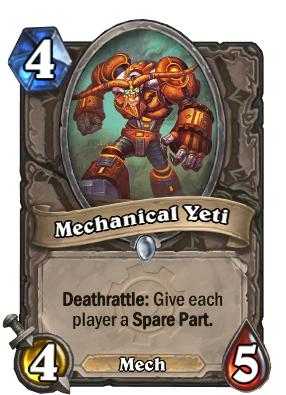 4
Mechanical Yeti
Deathrattle: Give each
player a Spare Part.
4
Mech
5